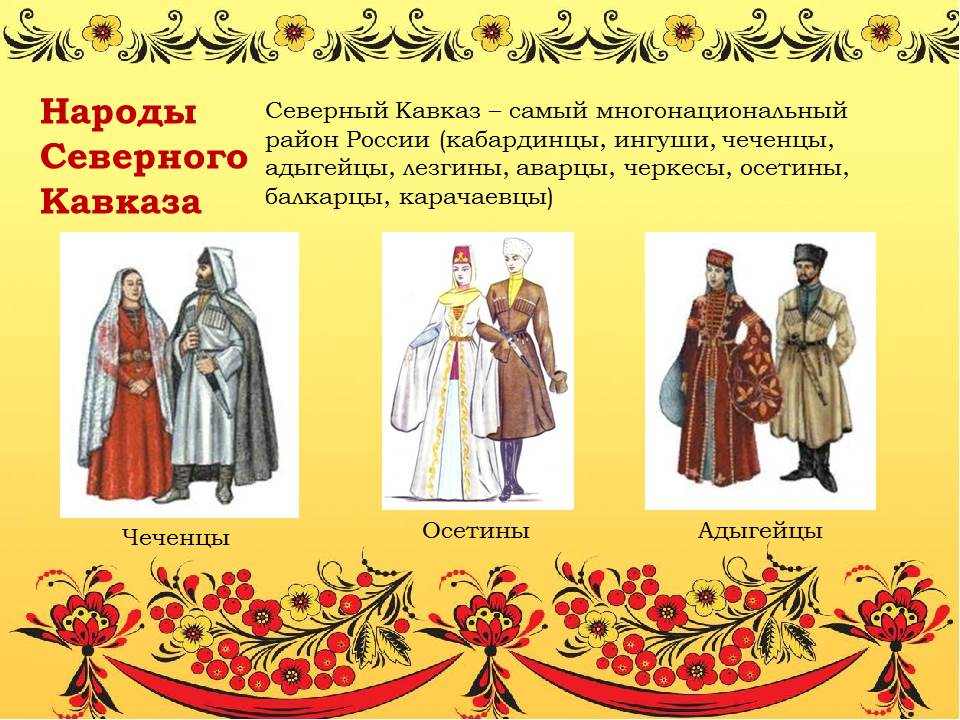 Народы
Северного
Кавказа
Северный Кавказ – самый многонациональный
район России (кабардинцы, ингуши, чеченцы,
адыгейцы, лезгины, аварцы, черкесы, осетины,
балкарцы, карачаевцы)
Чеченцы
Осетины
Адыгейцы